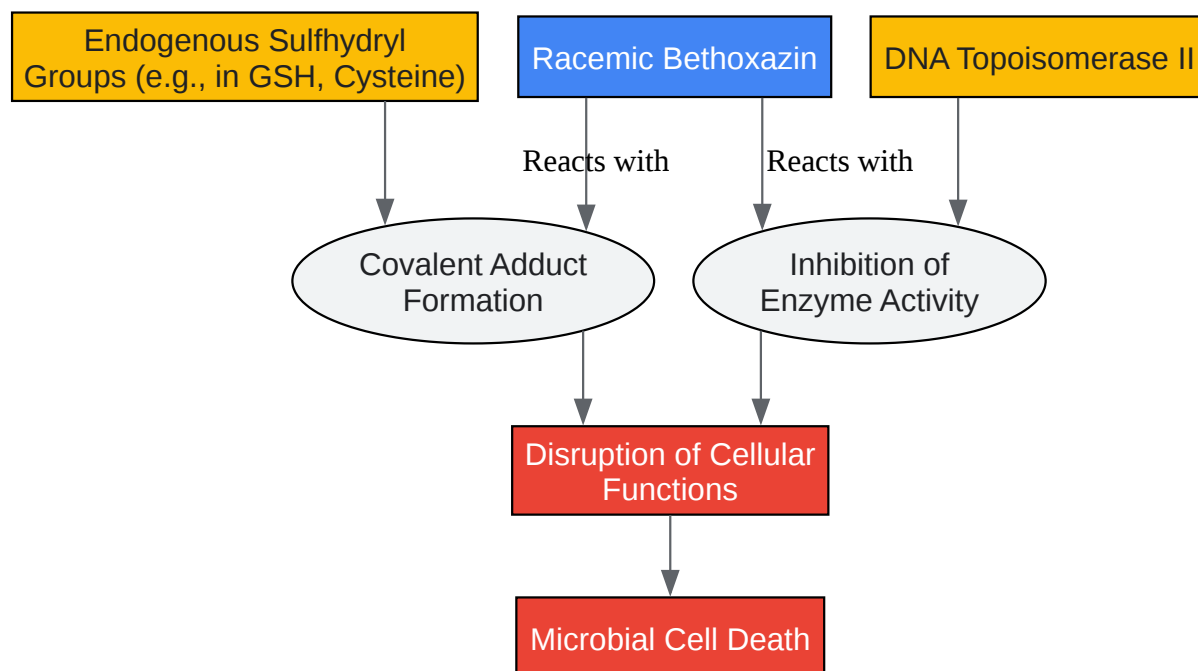 Endogenous Sulfhydryl
Groups (e.g., in GSH, Cysteine)
Racemic Bethoxazin
DNA Topoisomerase II
Reacts with
Reacts with
Covalent Adduct
Formation
Inhibition of
Enzyme Activity
Disruption of Cellular
Functions
Microbial Cell Death